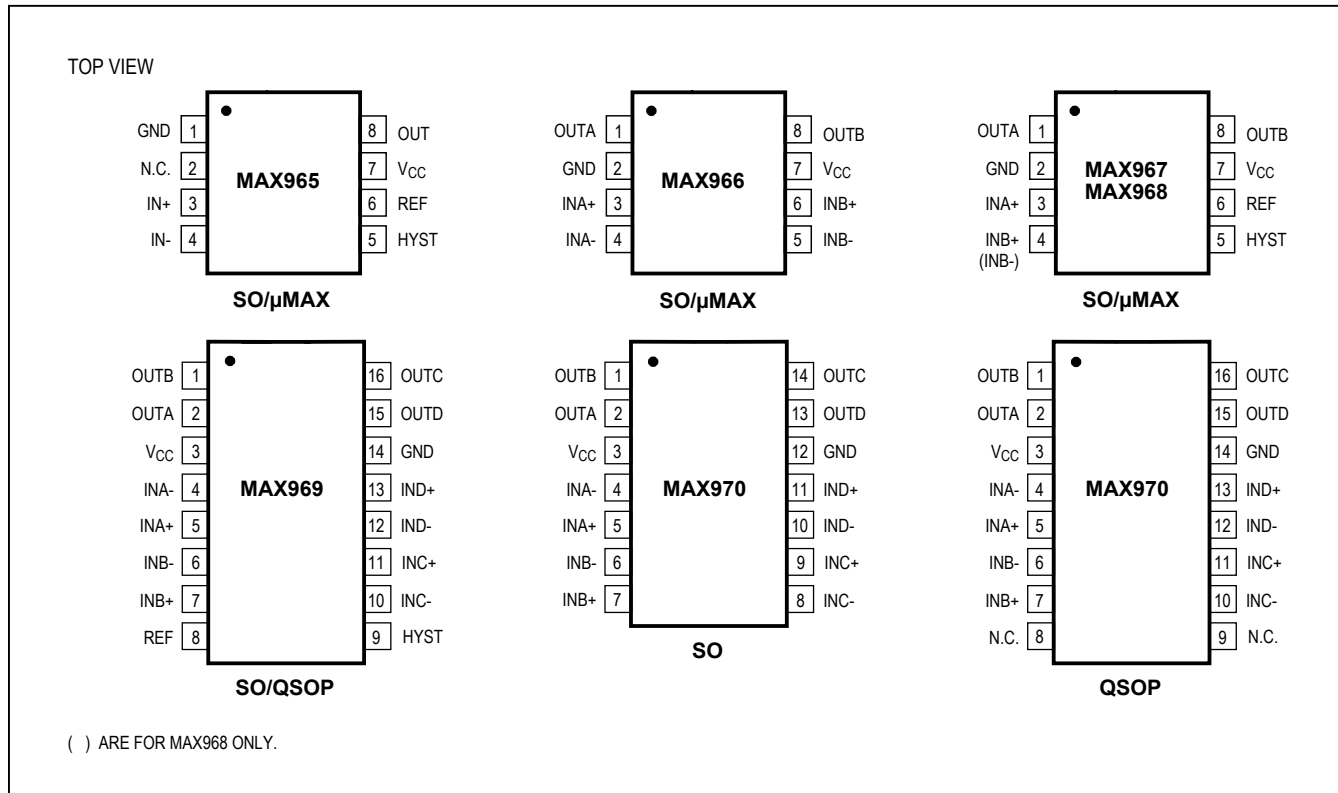 TOP VIEW
GND 1
N.C. 2
IN+ 3
IN- 4
MAX965
8 OUT
7 VCC
6 REF
5 HYST
SO/µMAX
OUTA 1
GND 2
INA+ 3
INA- 4
MAX966
8 OUTB
7 VCC
6 INB+
5 INB-
SO/µMAX
OUTA 1
GND 2
INA+ 3
INB+ 4
(INB-)
MAX967
MAX968
8 OUTB
7 VCC
6 REF
5 HYST
SO/µMAX
OUTB 1
OUTA 2
VCC 3
INA- 4
INA+ 5
INB- 6
INB+ 7
REF 8
MAX969
16 OUTC
15 OUTD
14 GND
13 IND+
12 IND-
11 INC+
10 INC-
9 HYST
SO/QSOP
OUTB 1
OUTA 2
VCC 3
INA- 4
INA+ 5
INB- 6
INB+ 7
MAX970
14 OUTC
13 OUTD
12 GND
11 IND+
10 IND-
9 INC+
8 INC-
SO
OUTB 1
OUTA 2
VCC 3
INA- 4
INA+ 5
INB- 6
INB+ 7
N.C. 8
MAX970
16 OUTC
15 OUTD
14 GND
13 IND+
12 IND-
11 INC+
10 INC-
9 N.C.
QSOP
( ) ARE FOR MAX968 ONLY.